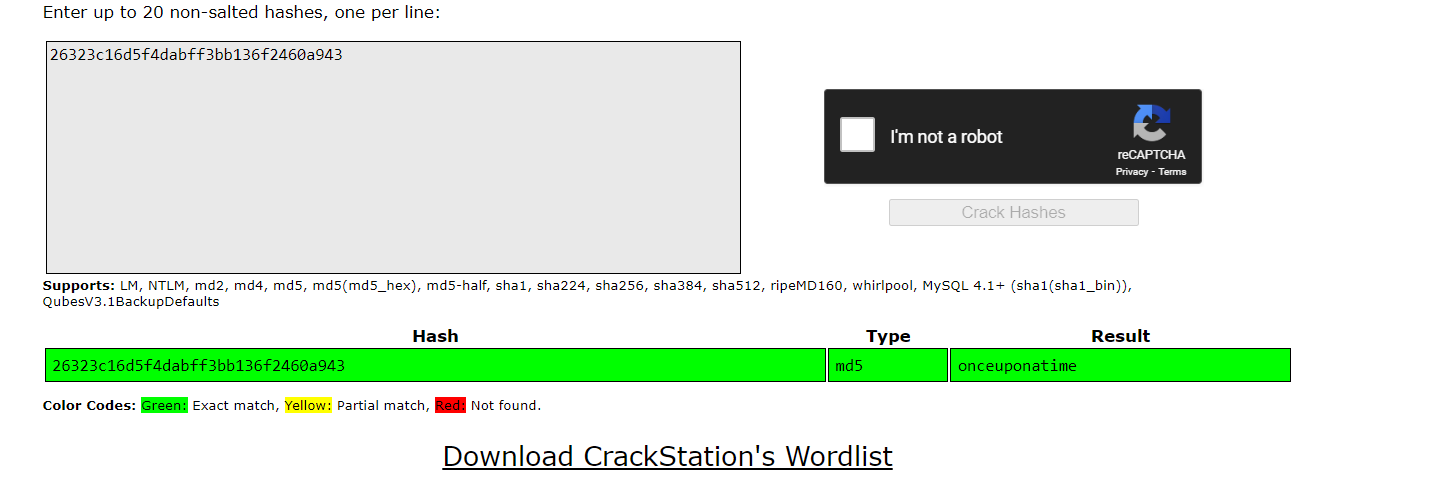 Enter up to 20 non-salted hashes, one per line:
26323c16d5f4dabff3bb136f2460a943
I'm not a robot
reCAPTCHA
Privacy - Terms
Crack Hashes
Supports: LM, NTLM, md2, md4, md5, md5(md5_hex), md5-half, sha1, sha224, sha256, sha384, sha512, ripeMD160, whirlpool, MySQL 4.1+ (sha1(sha1_bin)),
QubesV3.1BackupDefaults
Hash Type Result
26323c16d5f4dabff3bb136f2460a943 md5 onceuponatime
Color Codes: Green: Exact match, Yellow: Partial match, Red: Not found.
Download CrackStation's Wordlist